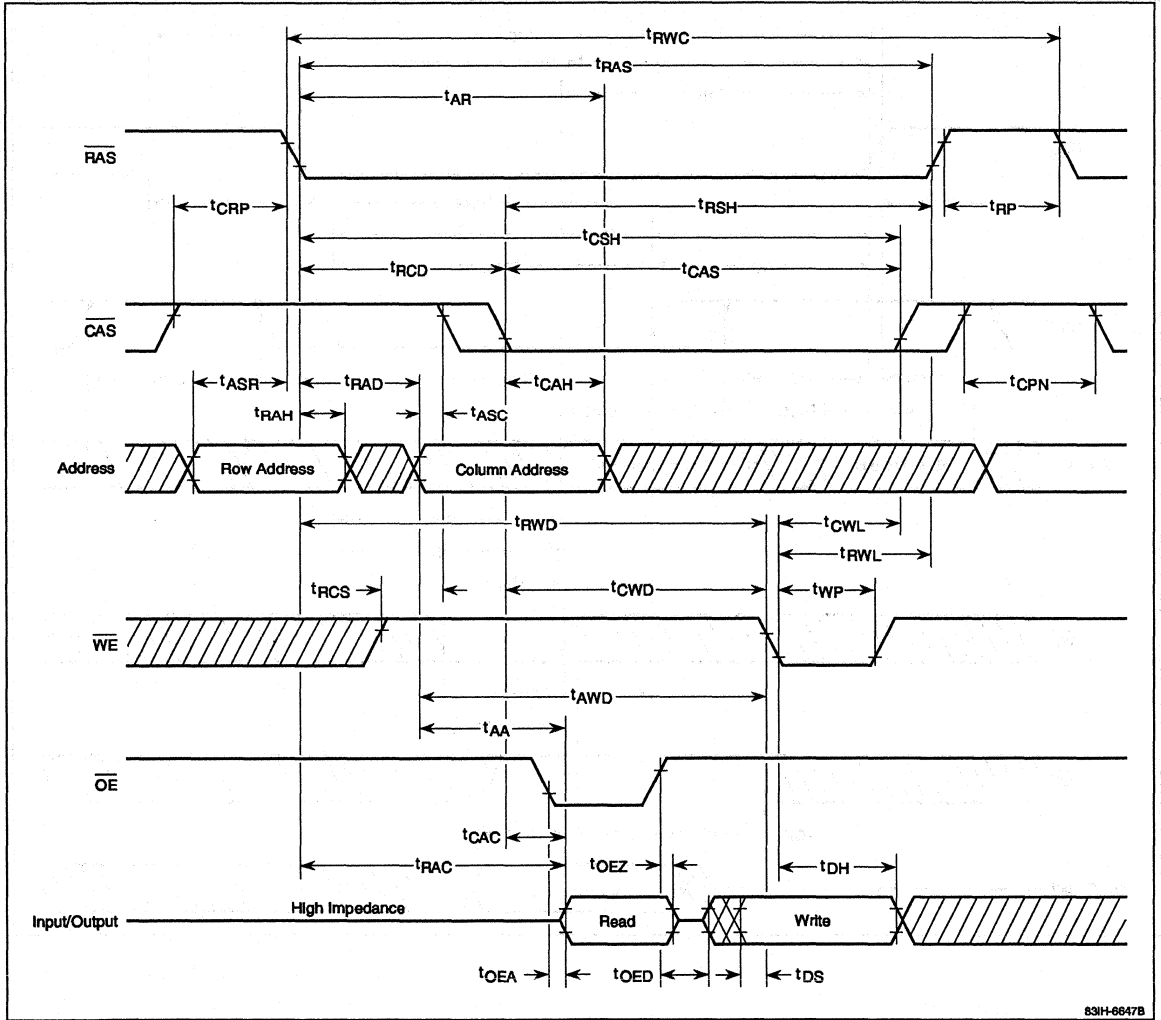 tRWC
tRAS
tAR
RAS
tCRP
tRSH
tRP
tCSH
tRCD
tCAS
CAS
tASR
tRAD
tCAH
tCPN
tRAH
tASC
Address
Row Address
Column Address
tRWD
tCWL
tRWL
tRCS
tCWD
tWP
WE
tAWD
tAA
OE
tCAC
tRAC
tOEZ
tDH
High Impedance
Input/Output
Read
Write
tOEA
tOED
tDS
83IH-6647B